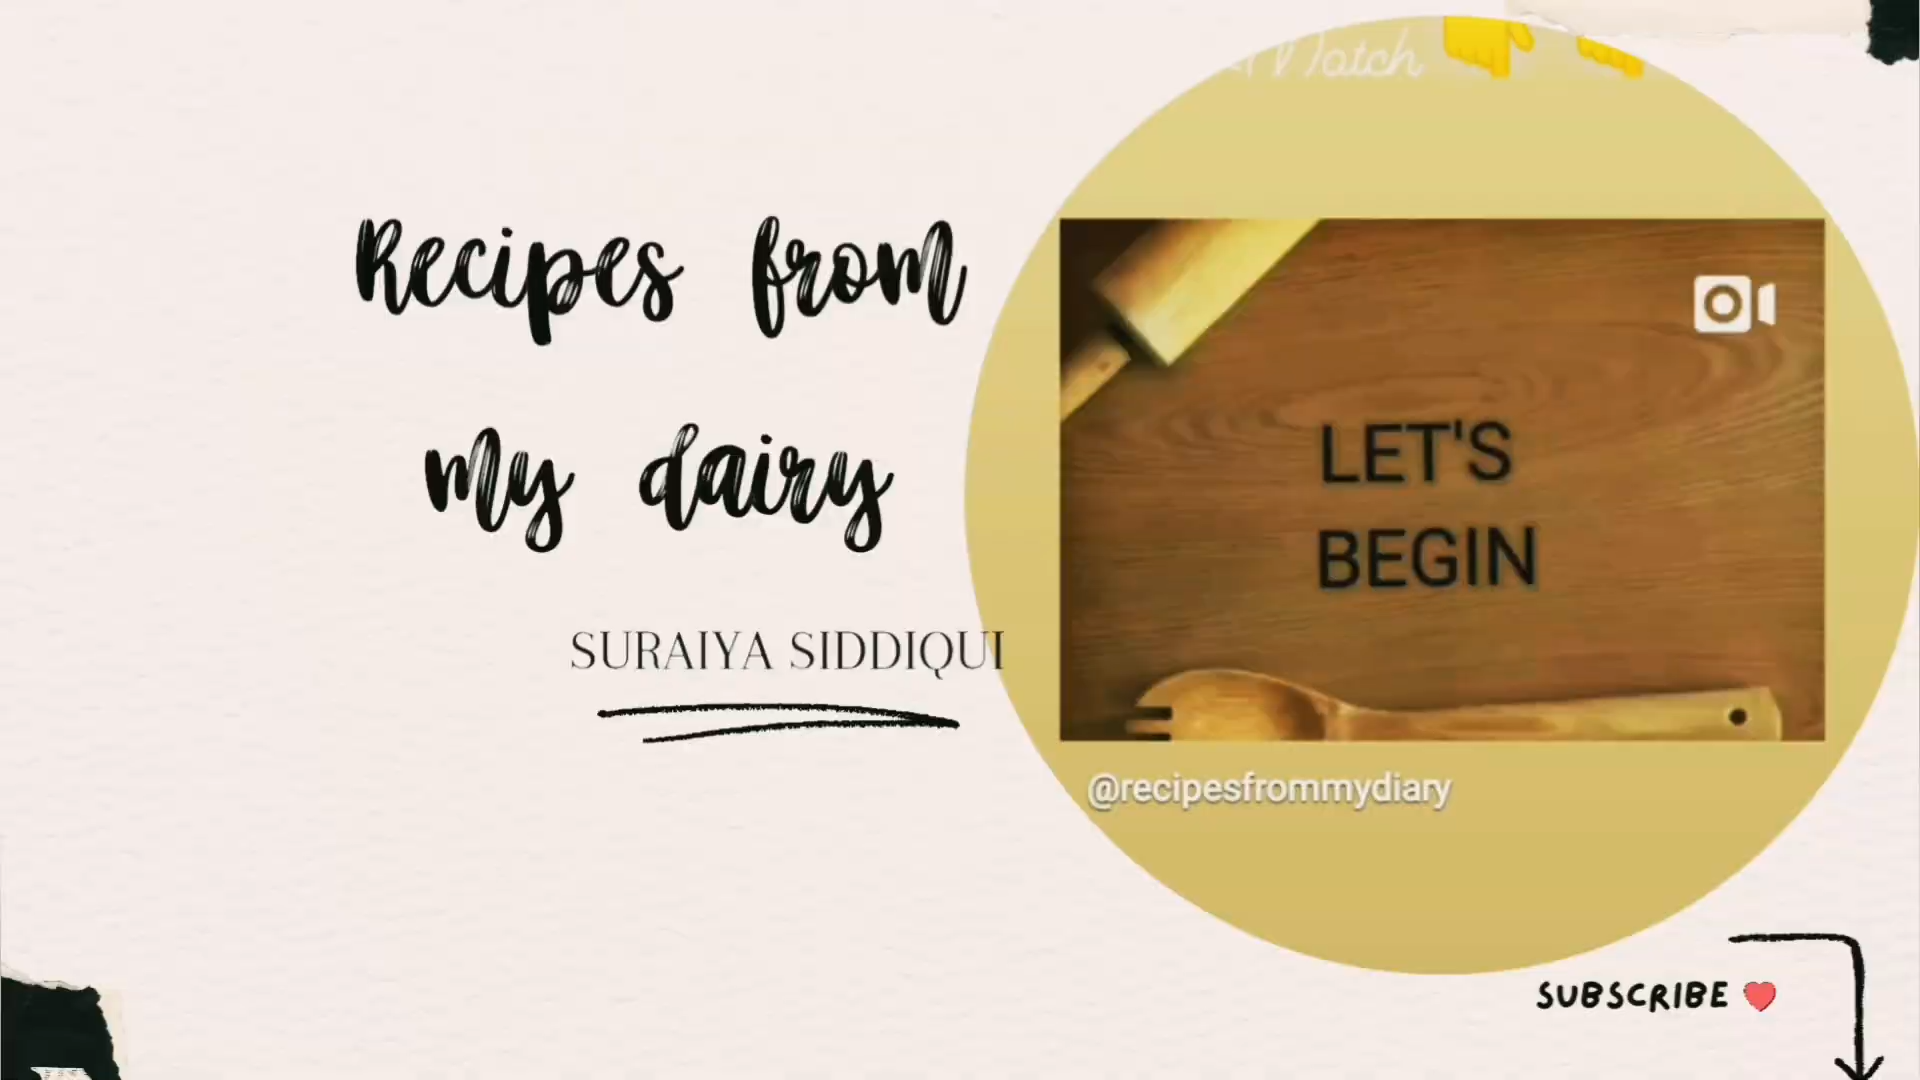 Recipes from
my dairy
SURAIYA SIDDIQUI
LET'S
BEGIN
@recipesfrommydiary
SUBSCRIBE